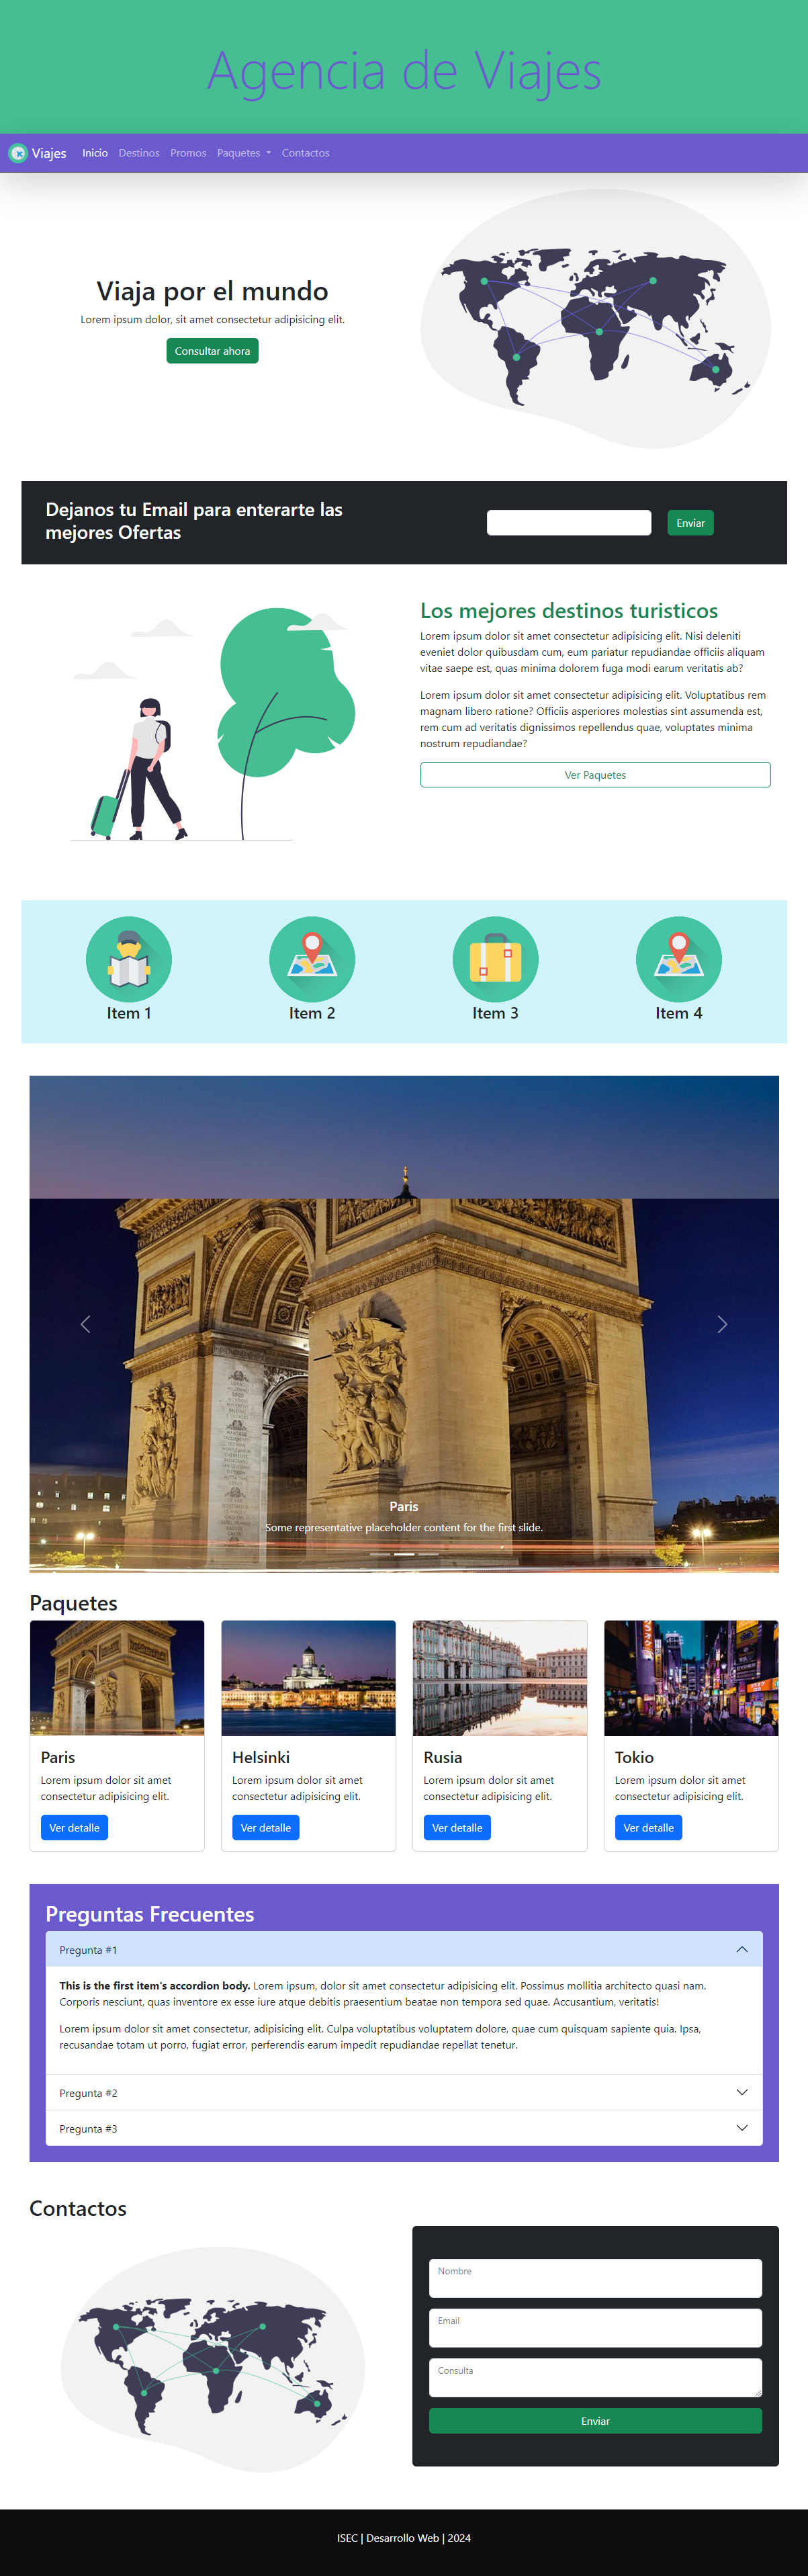 Agencia de Viajes
Viajes Inicio Destinos Promos Paquetes Contactos
Viaja por el mundo
Lorem ipsum dolor, sit amet consectetur adipisicing elit.
Consultar ahora
Dejanos tu Email para enterarte las
mejores Ofertas
Enviar
Los mejores destinos turisticos
Lorem ipsum dolor sit amet consectetur adipisicing elit. Nisi deleniti
eveniet dolor quibusdam cum, eum pariatur repudiandae officiis aliquam
vitae saepe est, quas minima dolorem fuga modi earum veritatis ab?
Lorem ipsum dolor sit amet consectetur adipisicing elit. Voluptatibus rem
magnam libero ratione? Officiis asperiores molestias sint assumenda est,
rem cum ad veritatis dignissimos repellendus quae, voluptates minima
nostrum repudiandae?
Ver Paquetes
Item 1
Item 2
Item 3
Item 4
Paris
Some representative placeholder content for the first slide.
Paquetes
Paris
Lorem ipsum dolor sit amet
consectetur adipisicing elit.
Ver detalle
Helsinki
Lorem ipsum dolor sit amet
consectetur adipisicing elit.
Ver detalle
Rusia
Lorem ipsum dolor sit amet
consectetur adipisicing elit.
Ver detalle
Tokio
Lorem ipsum dolor sit amet
consectetur adipisicing elit.
Ver detalle
Preguntas Frecuentes
Pregunta #1
This is the first item's accordion body. Lorem ipsum, dolor sit amet consectetur adipisicing elit. Possimus mollitia architecto quasi nam.
Corporis nesciunt, quas inventore ex esse iure atque debitis praesentium beatae non tempora sed quae. Accusantium, veritatis!
Lorem ipsum dolor sit amet consectetur, adipisicing elit. Culpa voluptatibus voluptatem dolore, quae cum quisquam sapiente quia. Ipsa,
recusandae totam ut porro, fugiat error, perferendis earum impedit repudiandae repellat tenetur.
Pregunta #2
Pregunta #3
Contactos
Nombre
Email
Consulta
Enviar
ISEC | Desarrollo Web | 2024